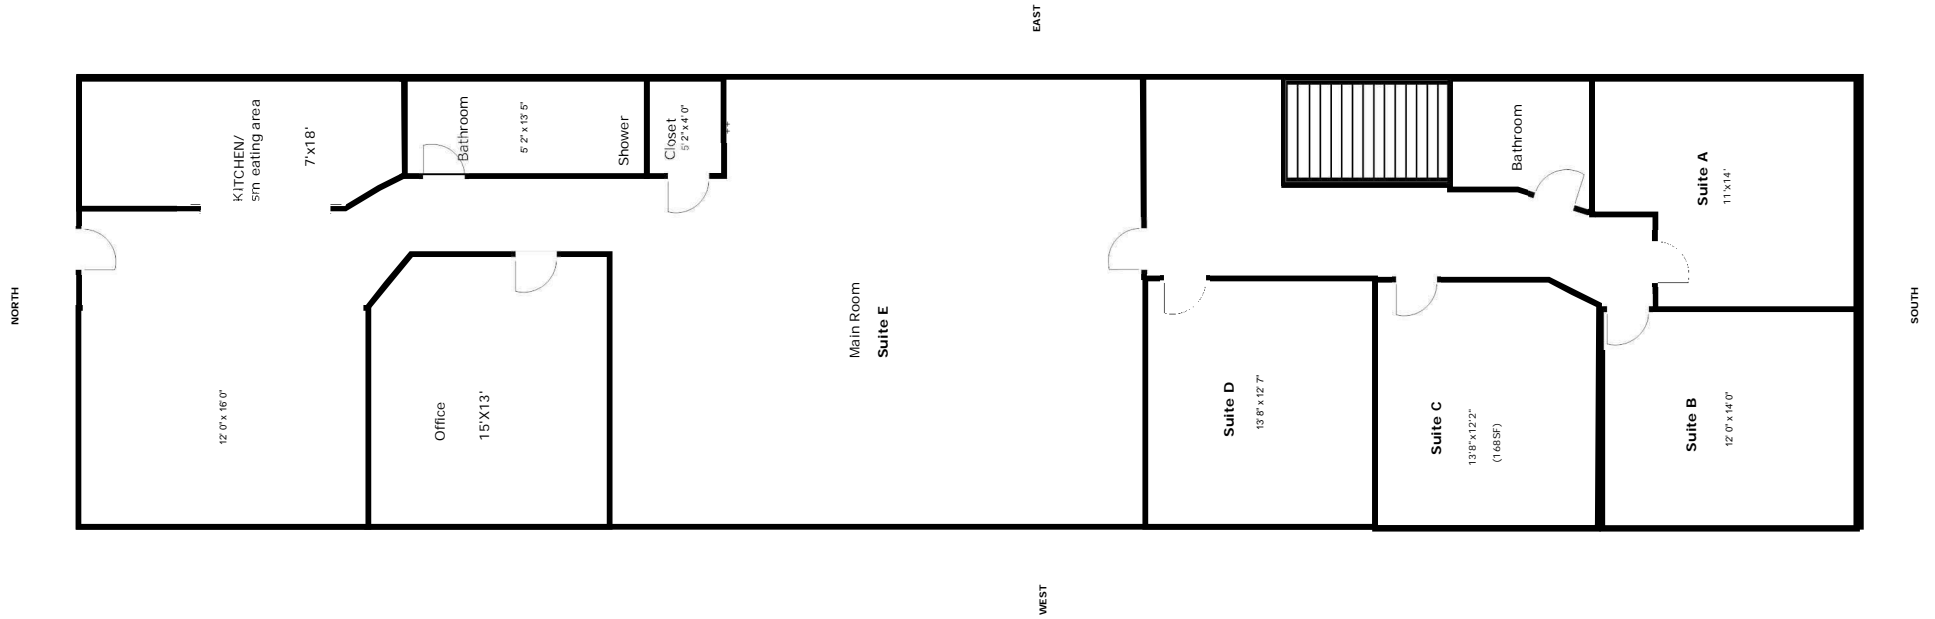 EAST
NORTH
KITCHEN/
sm eating area
7'x18'
Bathroom
5' 2" x 13' 5"
Shower
Closet
5' 2" x 4' 0"
Bathroom
Suite A
11'x14'
SOUTH
Main Room
Suite E
12' 0" x 16' 0"
Office
15'X13'
Suite D
13' 8" x 12' 7"
Suite C
13'8"x12'2"
(168SF)
Suite B
12' 0" x 14' 0"
WEST